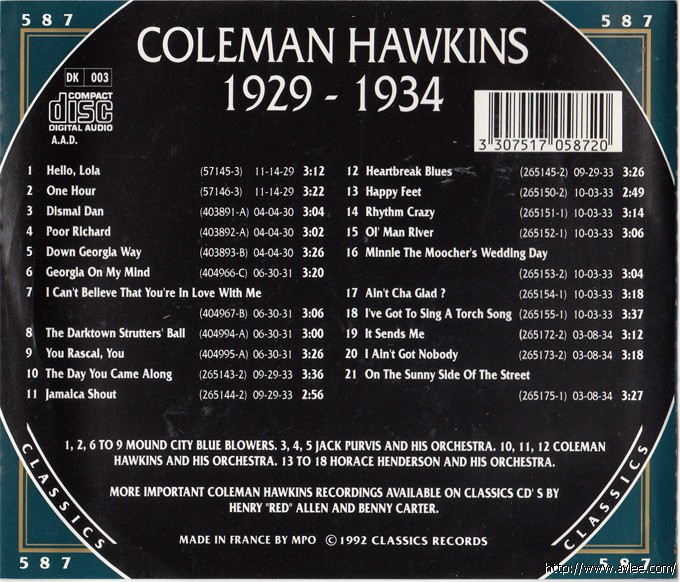 587
587
COLEMAN HAWKINS
1929 - 1934
DK 003
COMPACT
disc
DIGITAL AUDIO
A.A.D.
3 307517 058720
1 Hello, Lola (57145-3) 11-14-29 3:12
2 One Hour (57146-3) 11-14-29 3:22
3 Dismal Dan (403891-A) 04-04-30 3:04
4 Poor Richard (403892-A) 04-04-30 3:02
5 Down Georgia Way (403893-B) 04-04-30 3:26
6 Georgia On My Mind (404966-C) 06-30-31 3:20
7 I Can't Believe That You're In Love With Me
(404967-B) 06-30-31 3:06
8 The Darktown Strutters' Ball (404994-A) 06-30-31 3:00
9 You Rascal, You (404995-A) 06-30-31 3:26
10 The Day You Came Along (265143-2) 09-29-33 3:36
11 Jamaica Shout (265144-2) 09-29-33 2:56
12 Heartbreak Blues (265145-2) 09-29-33 3:26
13 Happy Feet (265150-2) 10-03-33 2:49
14 Rhythm Crazy (265151-1) 10-03-33 3:14
15 Ol' Man River (265152-1) 10-03-33 3:06
16 Minnie The Moocher's Wedding Day
(265153-2) 10-03-33 3:04
17 Ain't Cha Glad ? (265154-1) 10-03-33 3:18
18 I've Got To Sing A Torch Song (265155-1) 10-03-33 3:37
19 It Sends Me (265172-2) 03-08-34 3:12
20 I Ain't Got Nobody (265173-2) 03-08-34 3:18
21 On The Sunny Side Of The Street
(265175-1) 03-08-34 3:27
1, 2, 6 TO 9 MOUND CITY BLUE BLOWERS. 3, 4, 5 JACK PURVIS AND HIS ORCHESTRA. 10, 11, 12 COLEMAN
HAWKINS AND HIS ORCHESTRA. 13 TO 18 HORACE HENDERSON AND HIS ORCHESTRA.
MORE IMPORTANT COLEMAN HAWKINS RECORDINGS AVAILABLE ON CLASSICS CD' S BY
HENRY "RED" ALLEN AND BENNY CARTER.
MADE IN FRANCE BY MPO © 1992 CLASSICS RECORDS
CLASSICS
CLASSICS
587
587
http://www.avlee.com/